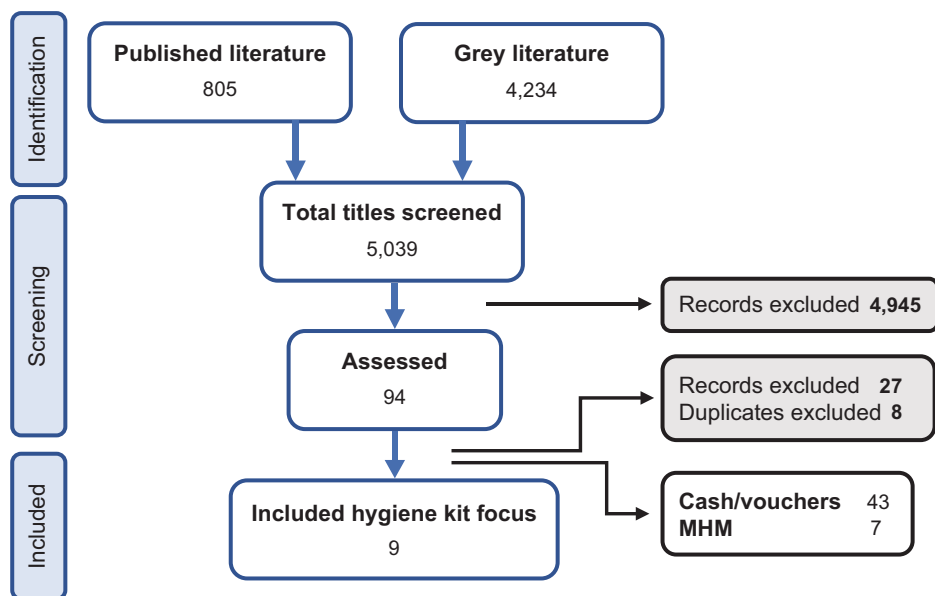 Identification
Published literature
805
Grey literature
4,234
Screening
Total titles screened
5,039
Records excluded 4,945
Assessed
94
Records excluded 27
Duplicates excluded 8
Included
Included hygiene kit focus
9
Cash/vouchers 43
MHM 7